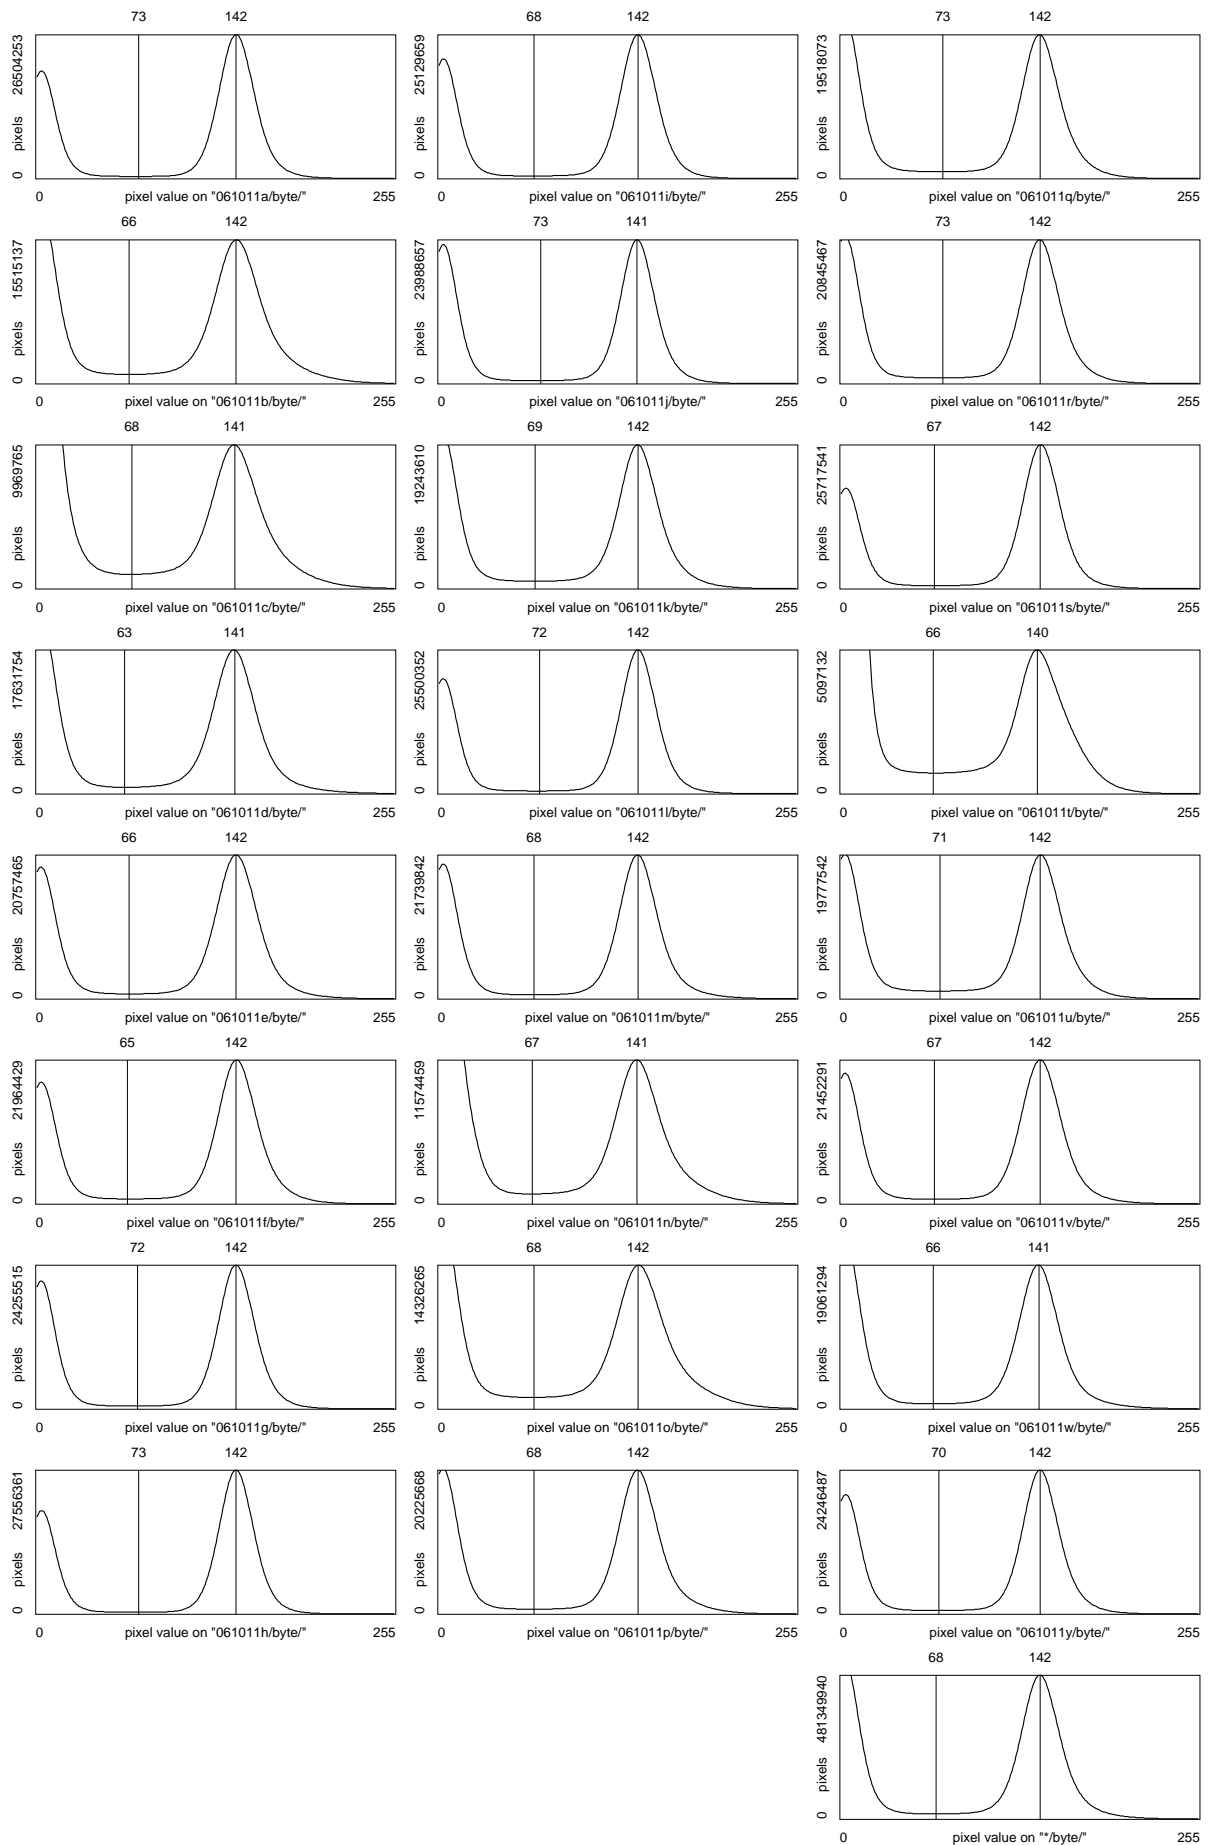 73 142
26504253
pixels
0
0 pixel value on "061011a/byte/" 255
68 142
25129659
pixels
0
0 pixel value on "061011i/byte/" 255
73 142
19518073
pixels
0
0 pixel value on "061011q/byte/" 255
66 142
15515137
pixels
0
0 pixel value on "061011b/byte/" 255
73 141
23988657
pixels
0
0 pixel value on "061011j/byte/" 255
73 142
20845467
pixels
0
0 pixel value on "061011r/byte/" 255
68 141
9969765
pixels
0
0 pixel value on "061011c/byte/" 255
69 142
19243610
pixels
0
0 pixel value on "061011k/byte/" 255
67 142
25717541
pixels
0
0 pixel value on "061011s/byte/" 255
63 141
17631754
pixels
0
0 pixel value on "061011d/byte/" 255
72 142
25500352
pixels
0
0 pixel value on "061011l/byte/" 255
66 140
5097132
pixels
0
0 pixel value on "061011t/byte/" 255
66 142
20757465
pixels
0
0 pixel value on "061011e/byte/" 255
68 142
21739842
pixels
0
0 pixel value on "061011m/byte/" 255
71 142
19777542
pixels
0
0 pixel value on "061011u/byte/" 255
65 142
21964429
pixels
0
0 pixel value on "061011f/byte/" 255
67 141
11574459
pixels
0
0 pixel value on "061011n/byte/" 255
67 142
21452291
pixels
0
0 pixel value on "061011v/byte/" 255
72 142
24255515
pixels
0
0 pixel value on "061011g/byte/" 255
68 142
14326265
pixels
0
0 pixel value on "061011o/byte/" 255
66 141
19061294
pixels
0
0 pixel value on "061011w/byte/" 255
73 142
27556361
pixels
0
0 pixel value on "061011h/byte/" 255
68 142
20225668
pixels
0
0 pixel value on "061011p/byte/" 255
70 142
24246487
pixels
0
0 pixel value on "061011y/byte/" 255
68 142
481349940
pixels
0
0 pixel value on "*/byte/" 255